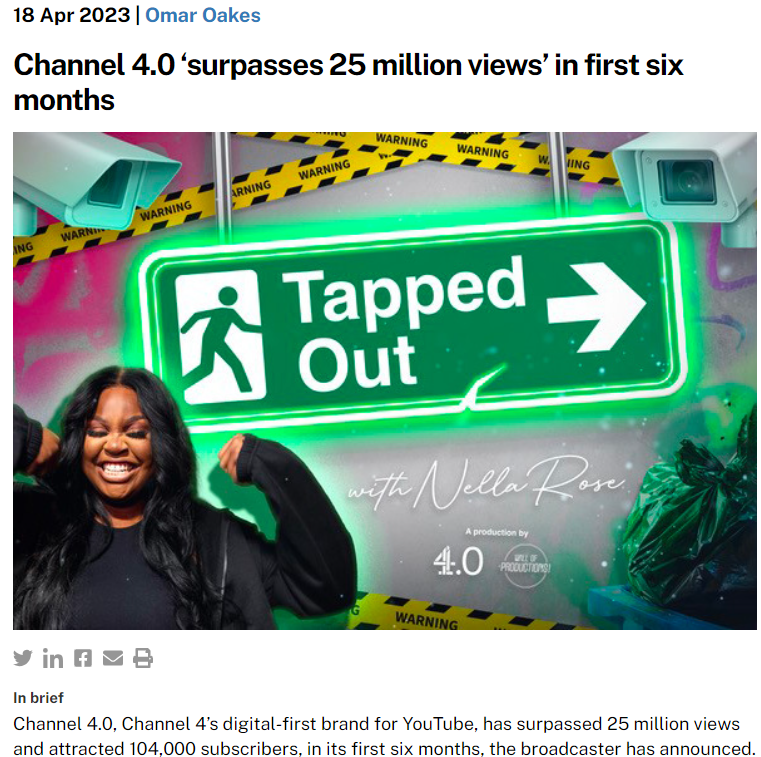 18 Apr 2023 | Omar Oakes
Channel 4.0 ‘surpasses 25 million views’ in first six
months
WARNING
WARNING
WARNING
WARNING
WARNING
WARNING
Tapped
Out
with Nella Rose
A production by
4.0
WALL OF
PRODUCTIONS!
WARNING
In brief
Channel 4.0, Channel 4’s digital-first brand for YouTube, has surpassed 25 million views
and attracted 104,000 subscribers, in its first six months, the broadcaster has announced.